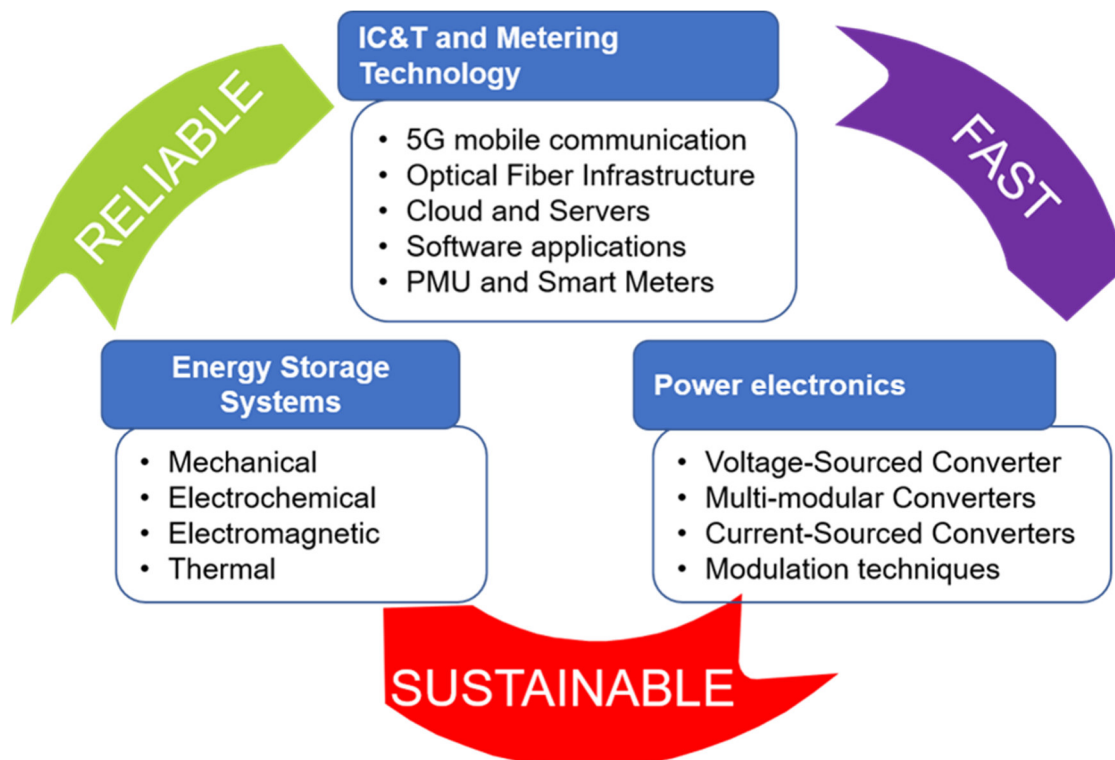 IC&T and Metering
Technology
• 5G mobile communication
• Optical Fiber Infrastructure
• Cloud and Servers
• Software applications
• PMU and Smart Meters
RELIABLE
FAST
Energy Storage
Systems
• Mechanical
• Electrochemical
• Electromagnetic
• Thermal
Power electronics
• Voltage-Sourced Converter
• Multi-modular Converters
• Current-Sourced Converters
• Modulation techniques
SUSTAINABLE